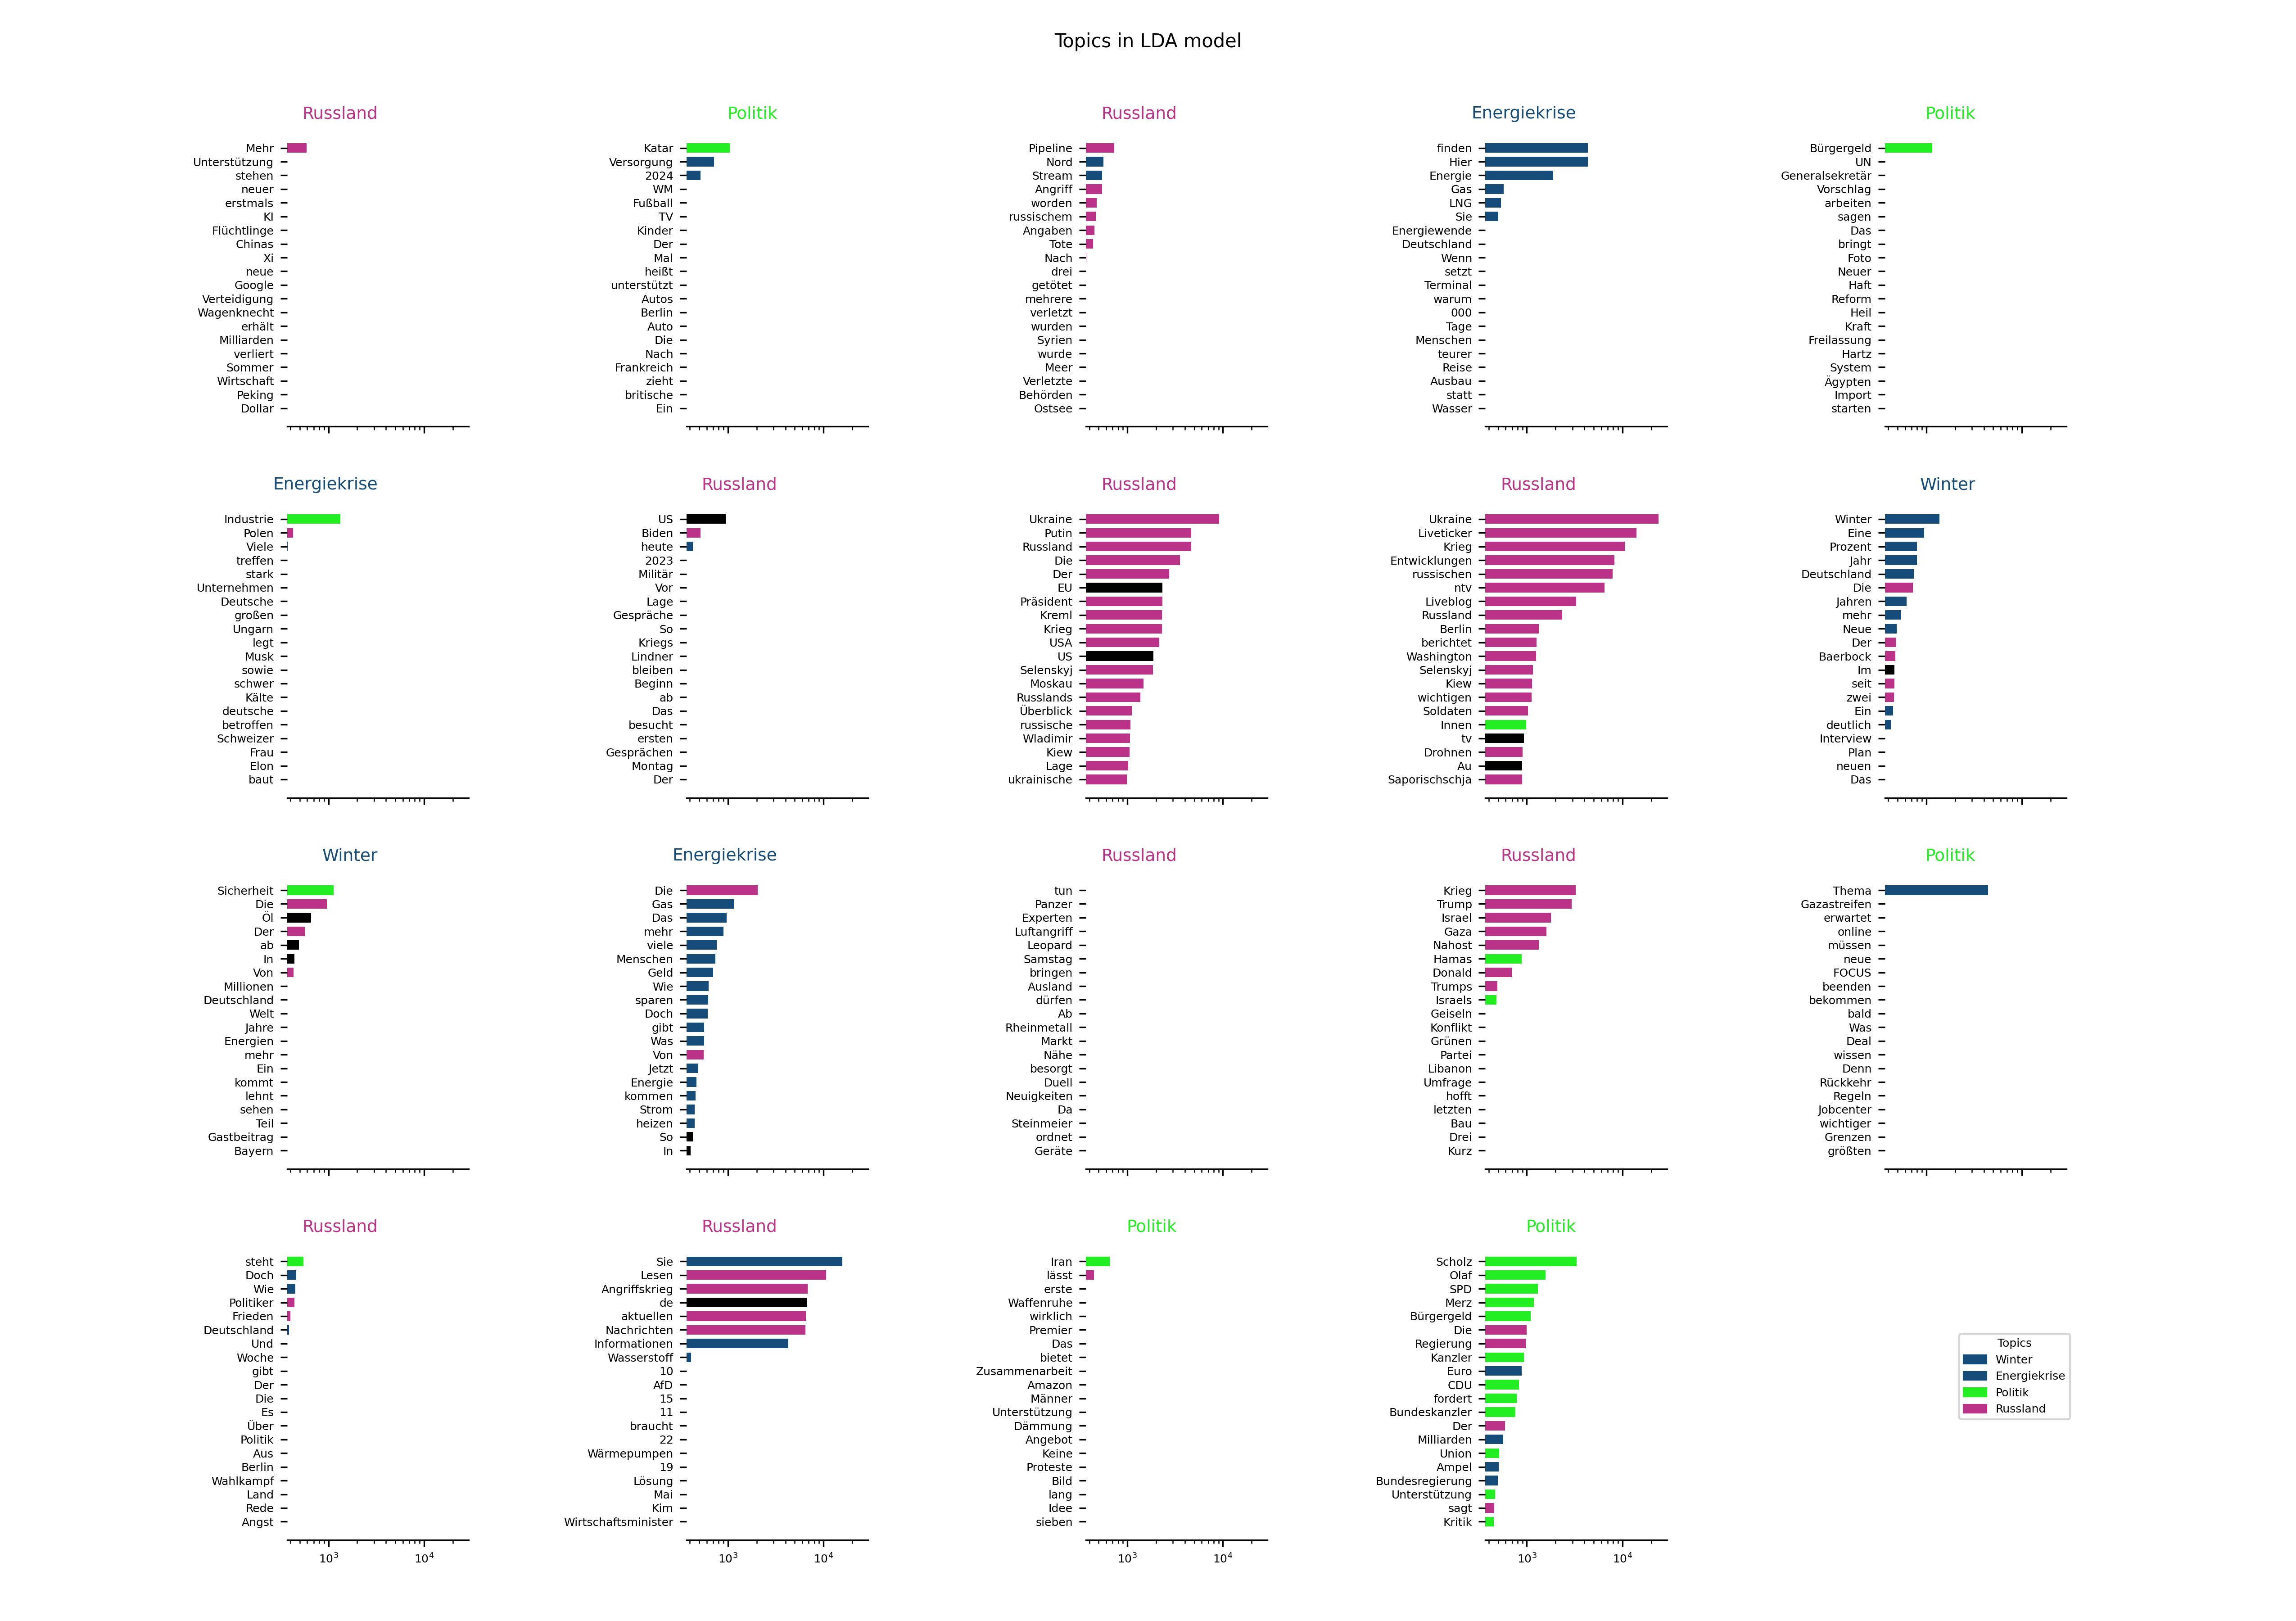 Topics in LDA model
Russland
Mehr
Unterstützung
stehen
neuer
erstmals
KI
Flüchtlinge
Chinas
Xi
neue
Google
Verteidigung
Wagenknecht
erhält
Milliarden
verliert
Sommer
Wirtschaft
Peking
Dollar
Politik
Katar
Versorgung
2024
WM
Fußball
TV
Kinder
Der
Mal
heißt
unterstützt
Autos
Berlin
Auto
Die
Nach
Frankreich
zieht
britische
Ein
Russland
Pipeline
Nord
Stream
Angriff
worden
russischem
Angaben
Tote
Nach
drei
getötet
mehrere
verletzt
wurden
Syrien
wurde
Meer
Verletzte
Behörden
Ostsee
Energiekrise
finden
Hier
Energie
Gas
LNG
Sie
Energiewende
Deutschland
Wenn
setzt
Terminal
warum
000
Tage
Menschen
teurer
Reise
Ausbau
statt
Wasser
Politik
Bürgergeld
UN
Generalsekretär
Vorschlag
arbeiten
sagen
Das
bringt
Foto
Neuer
Haft
Reform
Heil
Kraft
Freilassung
Hartz
System
Ägypten
Import
starten
Energiekrise
Industrie
Polen
Viele
treffen
stark
Unternehmen
Deutsche
großen
Ungarn
legt
Musk
sowie
schwer
Kälte
deutsche
betroffen
Schweizer
Frau
Elon
baut
Russland
US
Biden
heute
2023
Militär
Vor
Lage
Gespräche
So
Kriegs
Lindner
bleiben
Beginn
ab
Das
besucht
ersten
Gesprächen
Montag
Der
Russland
Ukraine
Putin
Russland
Die
Der
EU
Präsident
Kreml
Krieg
USA
US
Selenskyj
Moskau
Russlands
Überblick
russische
Wladimir
Kiew
Lage
ukrainische
Russland
Ukraine
Liveticker
Krieg
Entwicklungen
russischen
ntv
Liveblog
Russland
Berlin
berichtet
Washington
Selenskyj
Kiew
wichtigen
Soldaten
Innen
tv
Drohnen
Au
Saporischschja
Winter
Winter
Eine
Prozent
Jahr
Deutschland
Die
Jahren
mehr
Neue
Der
Baerbock
Im
seit
zwei
Ein
deutlich
Interview
Plan
neuen
Das
Winter
Sicherheit
Die
Öl
Der
ab
In
Von
Millionen
Deutschland
Welt
Jahre
Energien
mehr
Ein
kommt
lehnt
sehen
Teil
Gastbeitrag
Bayern
Energiekrise
Die
Gas
Das
mehr
viele
Menschen
Geld
Wie
sparen
Doch
gibt
Was
Von
Jetzt
Energie
kommen
Strom
heizen
So
In
Russland
tun
Panzer
Experten
Luftangriff
Leopard
Samstag
bringen
Ausland
dürfen
Ab
Rheinmetall
Markt
Nähe
besorgt
Duell
Neuigkeiten
Da
Steinmeier
ordnet
Geräte
Russland
Krieg
Trump
Israel
Gaza
Nahost
Hamas
Donald
Trumps
Israels
Geiseln
Konflikt
Grünen
Partei
Libanon
Umfrage
hofft
letzten
Bau
Drei
Kurz
Politik
Thema
Gazastreifen
erwartet
online
müssen
neue
FOCUS
beenden
bekommen
bald
Was
Deal
wissen
Denn
Rückkehr
Regeln
Jobcenter
wichtiger
Grenzen
größten
Russland
steht
Doch
Wie
Politiker
Frieden
Deutschland
Und
Woche
gibt
Der
Die
Es
Über
Politik
Aus
Berlin
Wahlkampf
Land
Rede
Angst
10³ 10⁴
Russland
Sie
Lesen
Angriffskrieg
de
aktuellen
Nachrichten
Informationen
Wasserstoff
10
AfD
15
11
braucht
22
Wärmepumpen
19
Lösung
Mai
Kim
Wirtschaftsminister
10³ 10⁴
Politik
Iran
lässt
erste
Waffenruhe
wirklich
Premier
Das
bietet
Zusammenarbeit
Amazon
Männer
Unterstützung
Dämmung
Angebot
Keine
Proteste
Bild
lang
Idee
sieben
10³ 10⁴
Politik
Scholz
Olaf
SPD
Merz
Bürgergeld
Die
Regierung
Kanzler
Euro
CDU
fordert
Bundeskanzler
Der
Milliarden
Union
Ampel
Bundesregierung
Unterstützung
sagt
Kritik
10³ 10⁴
Topics
Winter
Energiekrise
Politik
Russland